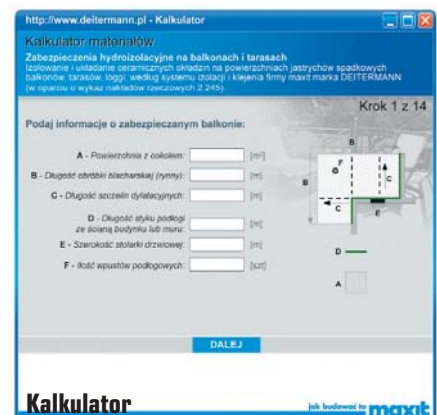 http://www.deitermann.pl - Kalkulator
Kalkulator materiałów
Zabezpieczenia hydroizolacyjne na balkonach i tarasach
Izolowanie i układanie ceramicznych okładzin na powierzchniach jastrychów spadkowych
balkonów, tarasów, loggi: według systemu izolacji i klejenia firmy maxit marka DEITERMANN
(w oparciu o wykaz nakładów rzeczowych 2.245).
Krok 1 z 14
Podaj informacje o zabezpieczanym balkonie:
A - Powierzchnia z cokołem: [m²]
B - Długość obróbki blacharskiej (rynny): [m]
C - Długość szczelin dylatacyjnych: [m]
D - Długość styku podłogi
ze ścianą budynku lub muru: [m]
E - Szerokość stolarki drzwiowej: [m]
F - Ilość wpustów podłogowych: [szt]
B
F
B
C
C
E
D
A
DALEJ
Kalkulator
jak budować to maxit